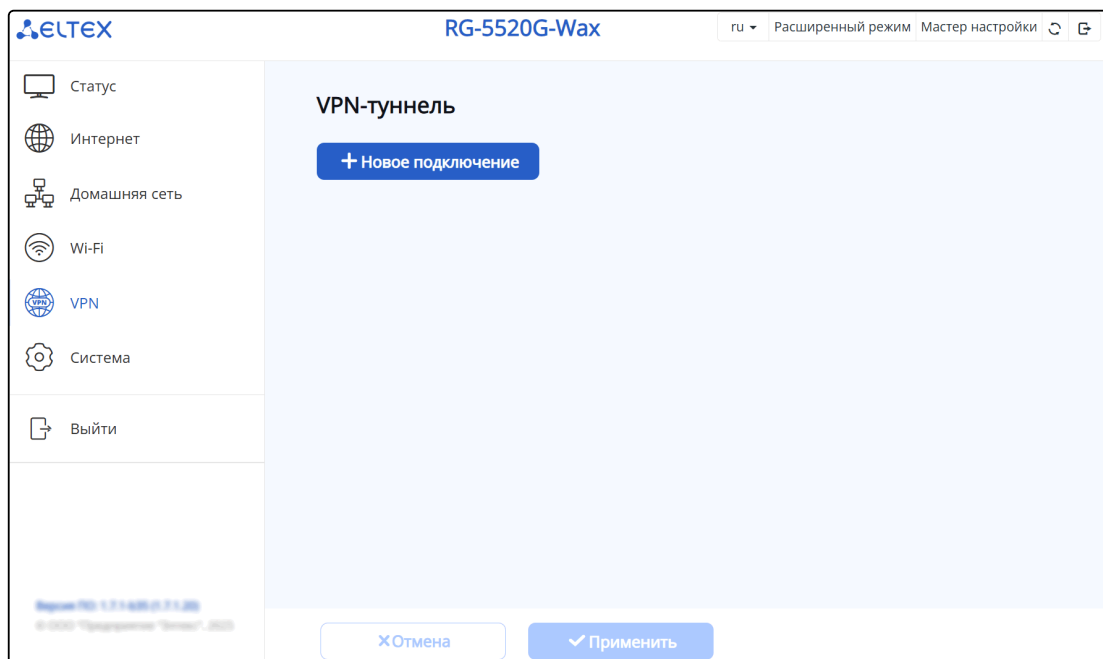 ELTEX
RG-5520G-Wax
ru
Расширенный режим
Мастер настройки
Статус
Интернет
Домашняя сеть
Wi-Fi
VPN
VPN
Система
Выйти
VPN-туннель
Новое подключение
Отмена
Применить